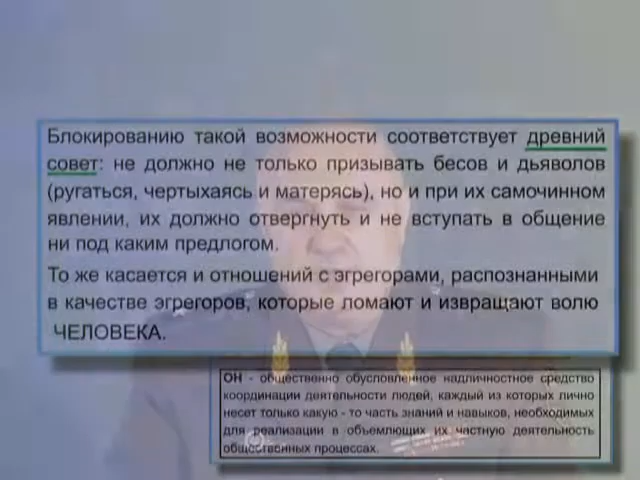 Блокированию такой возможности соответствует древний
совет: не должно не только призывать бесов и дьяволов
(ругаться, чертыхаясь и матерясь), но и при их самочинном
явлении, их должно отвергнуть и не вступать в общение
ни под каким предлогом.
То же касается и отношений с эгрегорами, распознанными
в качестве эгрегоров, которые ломают и извращают волю
ЧЕЛОВЕКА.
ОН - общественно обусловленное надличностное средство
координации деятельности людей, каждый из которых лично
несет только какую - то часть знаний и навыков, необходимых
для реализации в объемлющих их частную деятельность
общественных процессах.